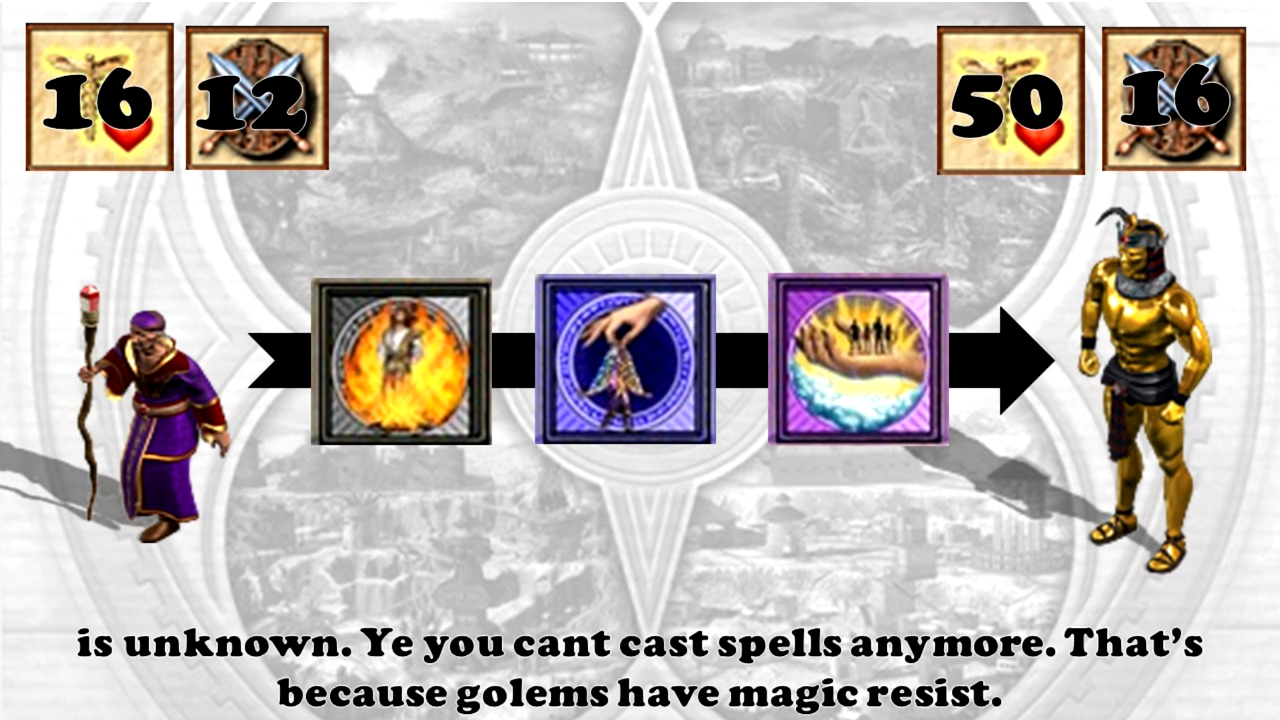 16 12 50 16
is unknown. Ye you cant cast spells anymore. That's
because golems have magic resist.